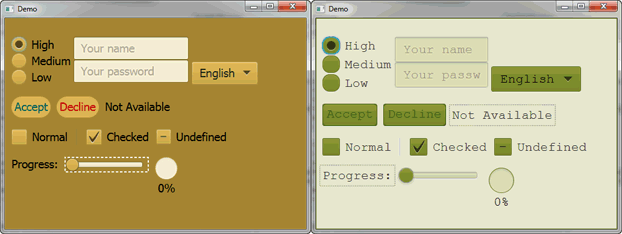 Demo
High
Medium
Low
Your name
Your password
English
Accept
Decline
Not Available
Normal
Checked
Undefined
Progress:
0%
Demo
High
Medium
Low
Your name
Your passw
English
Accept
Decline
Not Available
Normal
Checked
Undefined
Progress:
0%